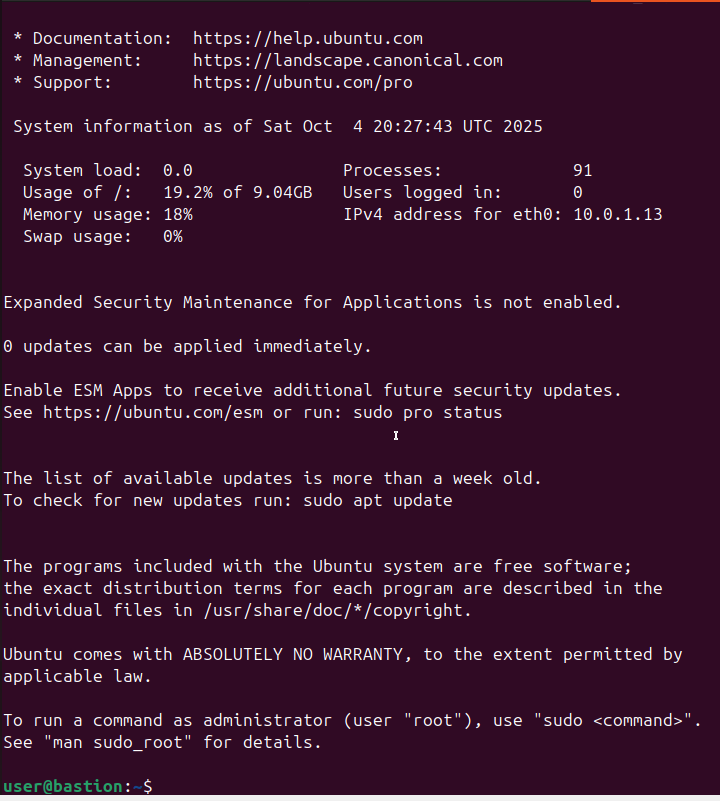 * Documentation:  https://help.ubuntu.com
 * Management:     https://landscape.canonical.com
 * Support:        https://ubuntu.com/pro

 System information as of Sat Oct  4 20:27:43 UTC 2025

  System load:  0.0               Processes:             91
  Usage of /:   19.2% of 9.04GB   Users logged in:       0
  Memory usage: 18%               IPv4 address for eth0: 10.0.1.13
  Swap usage:   0%


Expanded Security Maintenance for Applications is not enabled.

0 updates can be applied immediately.

Enable ESM Apps to receive additional future security updates.
See https://ubuntu.com/esm or run: sudo pro status


The list of available updates is more than a week old.
To check for new updates run: sudo apt update


The programs included with the Ubuntu system are free software;
the exact distribution terms for each program are described in the
individual files in /usr/share/doc/*/copyright.

Ubuntu comes with ABSOLUTELY NO WARRANTY, to the extent permitted by
applicable law.

To run a command as administrator (user "root"), use "sudo <command>".
See "man sudo_root" for details.

user@bastion:~$